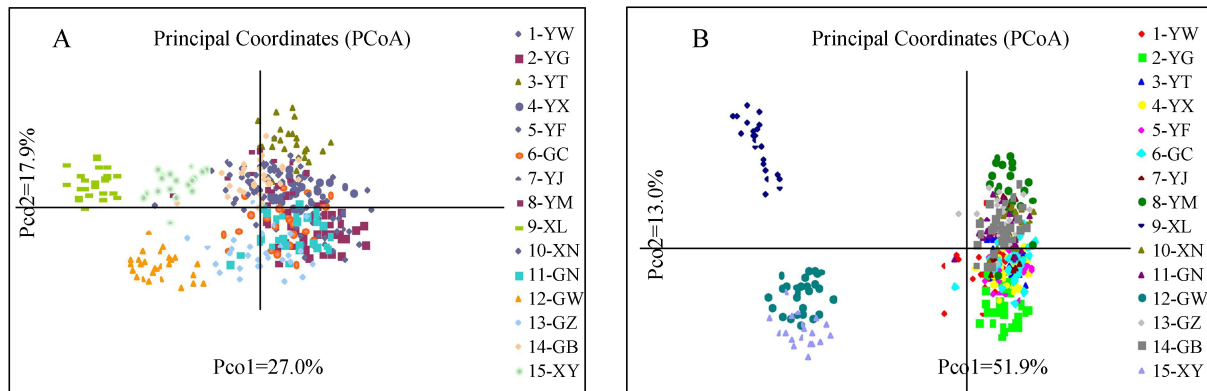 A
Principal Coordinates (PCoA)
Pco2=17.9%
Pco1=27.0%
1-YW
2-YG
3-YT
4-YX
5-YF
6-GC
7-YJ
8-YM
9-XL
10-XN
11-GN
12-GW
13-GZ
14-GB
15-XY
B
Principal Coordinates (PCoA)
Pco2=13.0%
Pco1=51.9%
1-YW
2-YG
3-YT
4-YX
5-YF
6-GC
7-YJ
8-YM
9-XL
10-XN
11-GN
12-GW
13-GZ
14-GB
15-XY